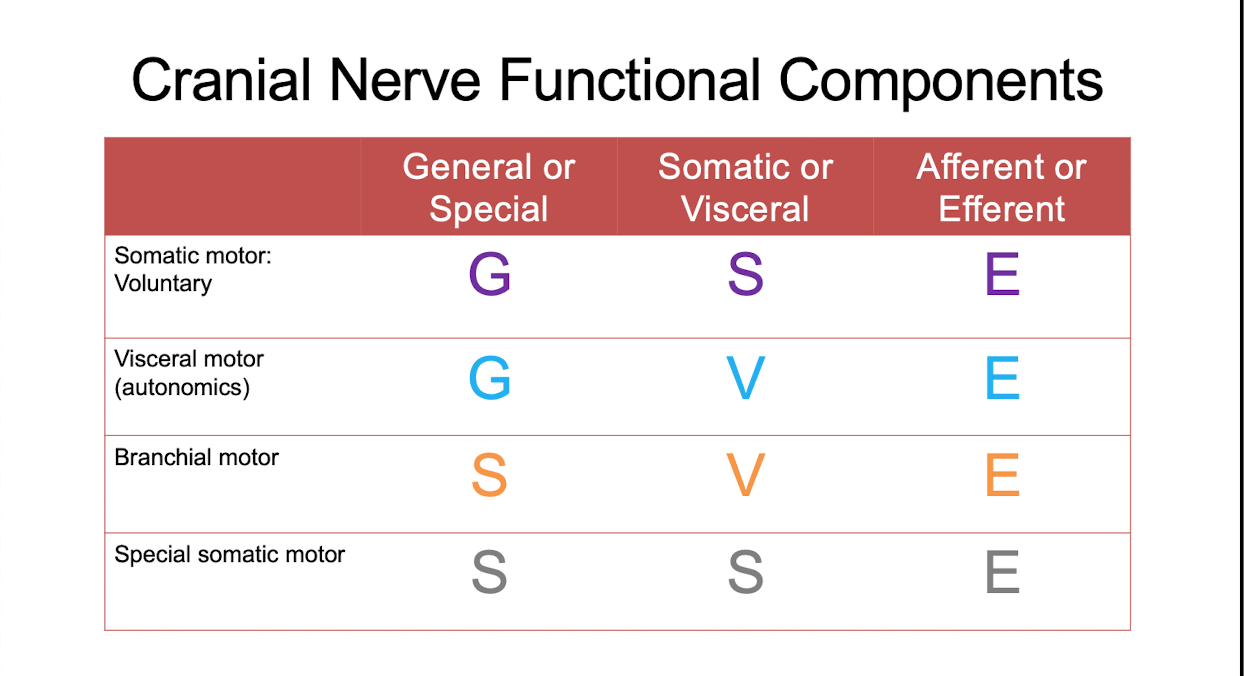 Cranial Nerve Functional Components
General or
Special
Somatic or
Visceral
Afferent or
Efferent
Somatic motor:
Voluntary
G
S
E
Visceral motor
(autonomics)
G
V
E
Branchial motor
S
V
E
Special somatic motor
S
S
E